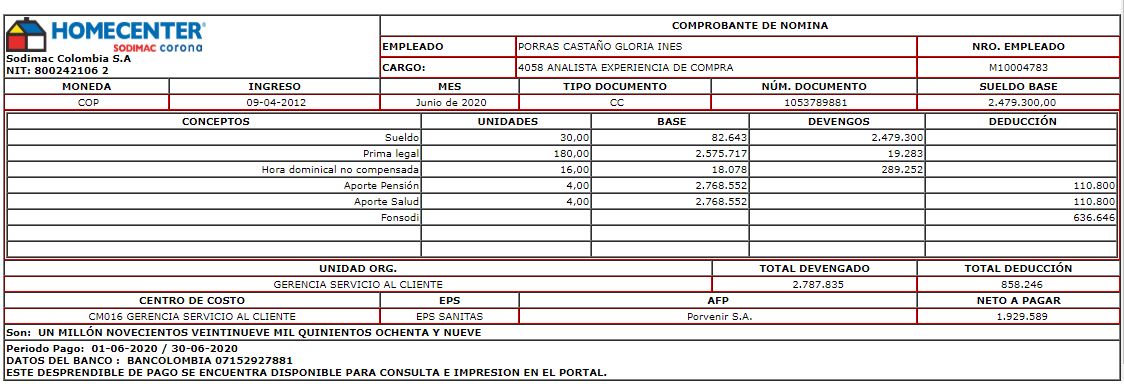 HOMECENTER
SODIMAC corona
Sodimac Colombia S.A
NIT: 800242106 2
COMPROBANTE DE NOMINA
EMPLEADO PORRAS CASTAÑO GLORIA INES NRO. EMPLEADO
CARGO: 4058 ANALISTA EXPERIENCIA DE COMPRA M10004783
MONEDA INGRESO MES TIPO DOCUMENTO NÚM. DOCUMENTO SUELDO BASE
COP 09-04-2012 Junio de 2020 CC 1053789881 2.479.300,00
CONCEPTOS UNIDADES BASE DEVENGOS DEDUCCIÓN
Sueldo 30,00 82.643 2.479.300
Prima legal 180,00 2.575.717 19.283
Hora dominical no compensada 16,00 18.078 289.252
Aporte Pensión 4,00 2.768.552 110.800
Aporte Salud 4,00 2.768.552 110.800
Fonsodi 636.646
UNIDAD ORG. TOTAL DEVENGADO TOTAL DEDUCCIÓN
GERENCIA SERVICIO AL CLIENTE 2.787.835 858.246
CENTRO DE COSTO EPS AFP NETO A PAGAR
CM016 GERENCIA SERVICIO AL CLIENTE EPS SANITAS Porvenir S.A. 1.929.589
Son: UN MILLÓN NOVECIENTOS VEINTINUEVE MIL QUINIENTOS OCHENTA Y NUEVE
Periodo Pago: 01-06-2020 / 30-06-2020
DATOS DEL BANCO : BANCOLOMBIA 07152927881
ESTE DESPRENDIBLE DE PAGO SE ENCUENTRA DISPONIBLE PARA CONSULTA E IMPRESION EN EL PORTAL.